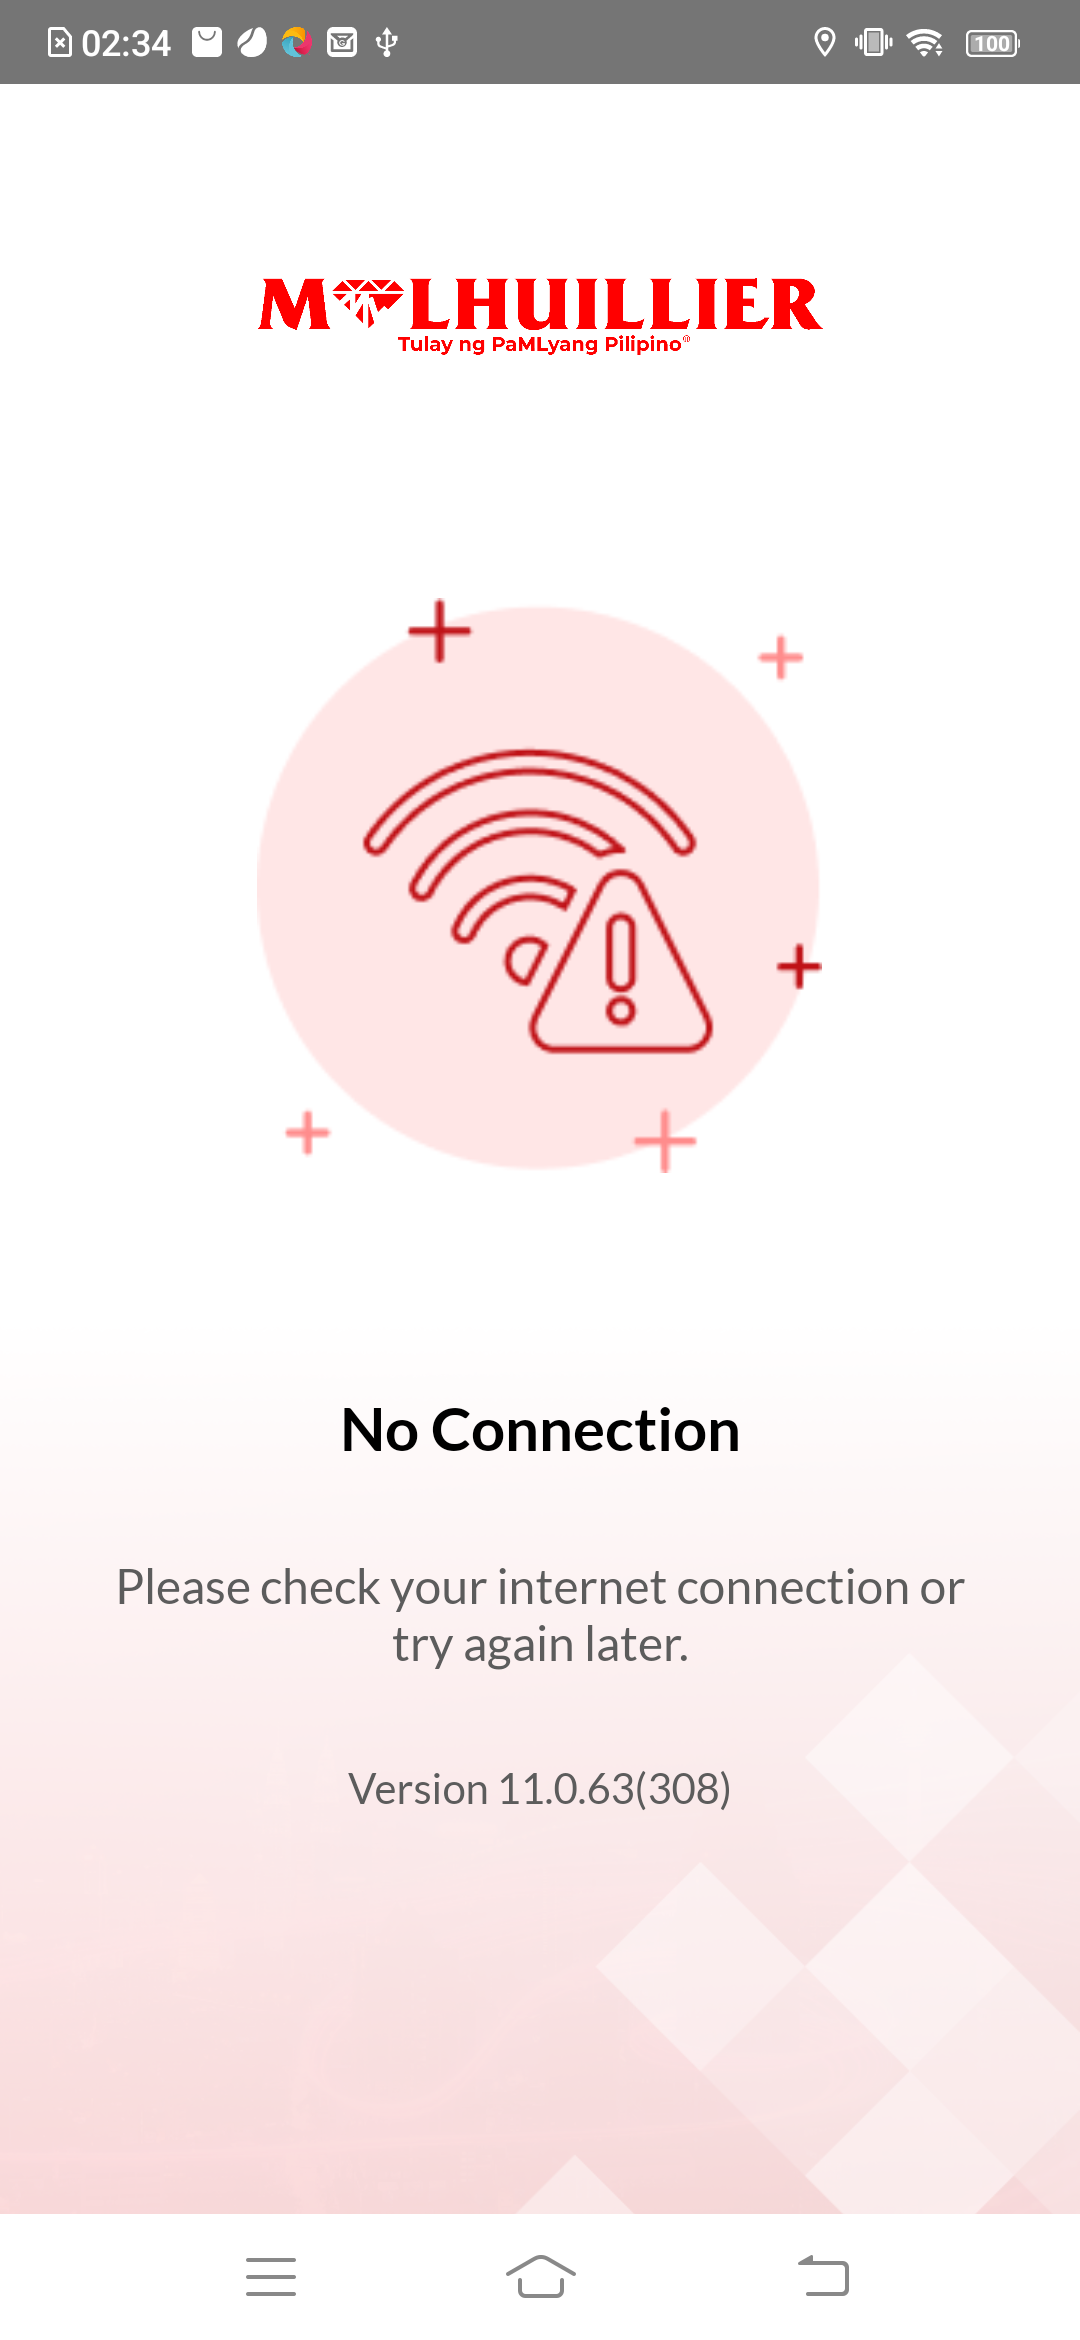 02:34
100
M LHUILLIER
Tulay ng PaMLyang Pilipino®
No Connection
Please check your internet connection or
try again later.
Version 11.0.63(308)